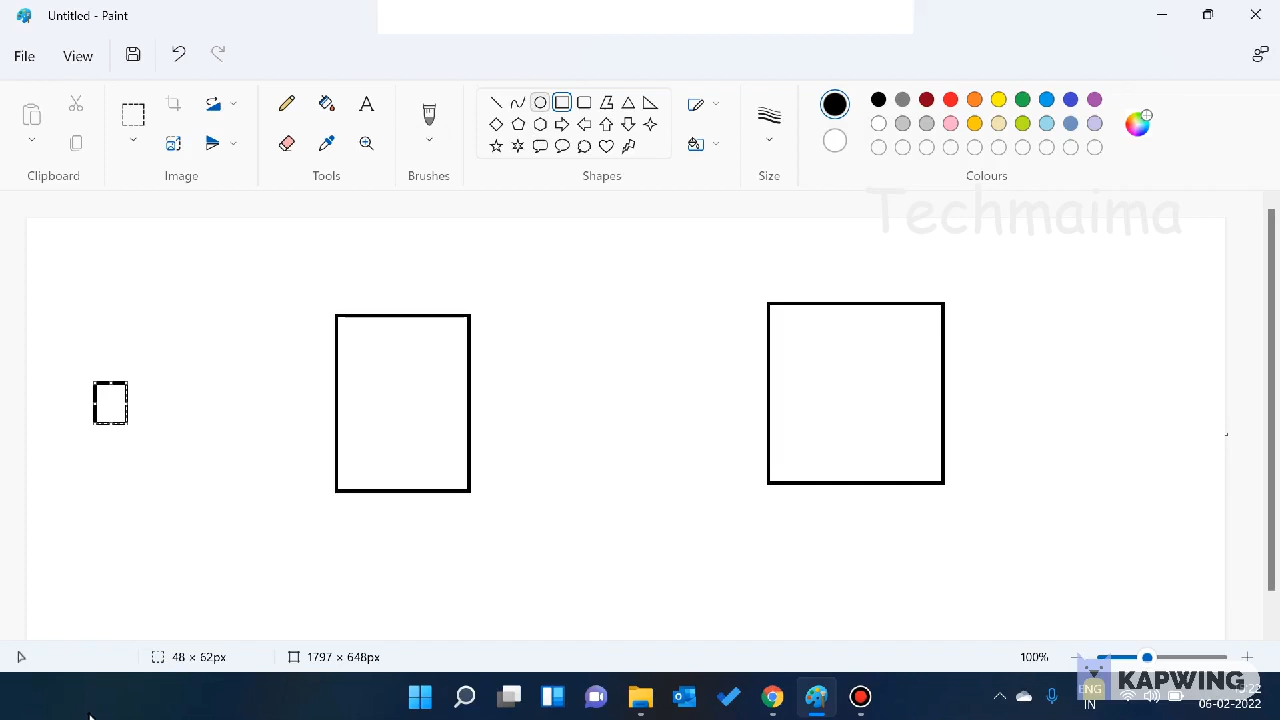 Untitled - Paint
File
View
Clipboard
Image
Tools
Brushes
Shapes
Size
Colours
Techmaima
48 × 62px
1797 × 648px
100%
KAPWING
ENG
IN
06-02-2022